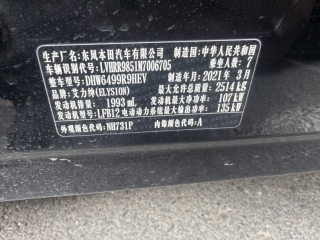 生产厂名：东风本田汽车有限公司 制造国：中华人民共和国
车辆识别代号：LVHRR9851M7006705 乘坐人数：7
整车型号：DHW6499R9HEV 制造年月：2021 年 3 月
品牌：艾力绅(ELYSION) 最大允许总质量：2514 kg
发动机排量：1993 mL 发动机最大净功率：107 kW
发动机型号：LFB12 电动动力系统最大输出功率：135 kW
外观颜色代码：NH731P 内饰颜色代码：A